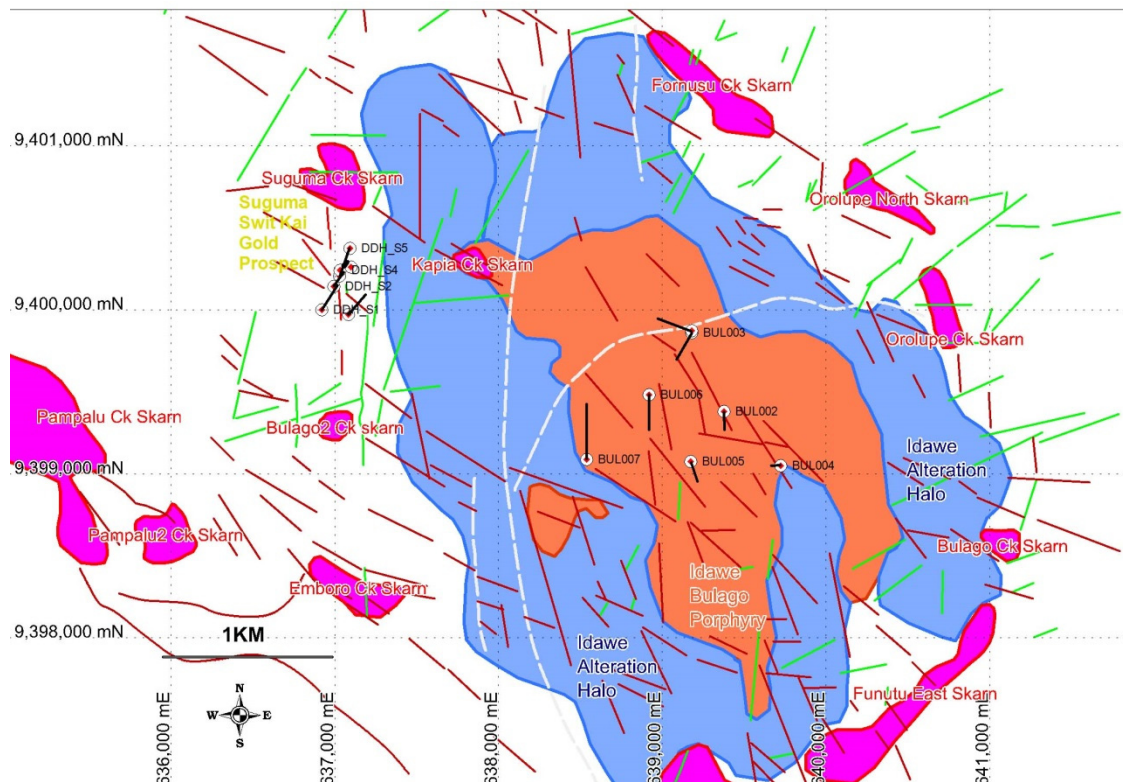 Fornusu Ck Skarn
9,401,000 mN
Suguma Ck Skarn
Orolupe North Skarn
Suguma
Swit Kai
Gold
Prospect
DDH_S5
DDH_S4
Kapia Ck Skarn
DDH_S2
9,400,000 mN
DDH_S1
BUL003
Orolupe Ck Skarn
BUL006
BUL002
Pampalu Ck Skarn
Bulago2 Ck skarn
Idawe
Alteration
Halo
BUL007
BUL005
BUL004
9,399,000 mN
Pampalu2 Ck Skarn
Bulago Ck Skarn
Emboro Ck Skarn
Idawe
Bulago
Porphyry
9,398,000 mN
1KM
Idawe
Alteration
Halo
Funutu East Skarn
N
W E
S
636,000 mE
637,000 mE
638,000 mE
639,000 mE
640,000 mE
641,000 mE